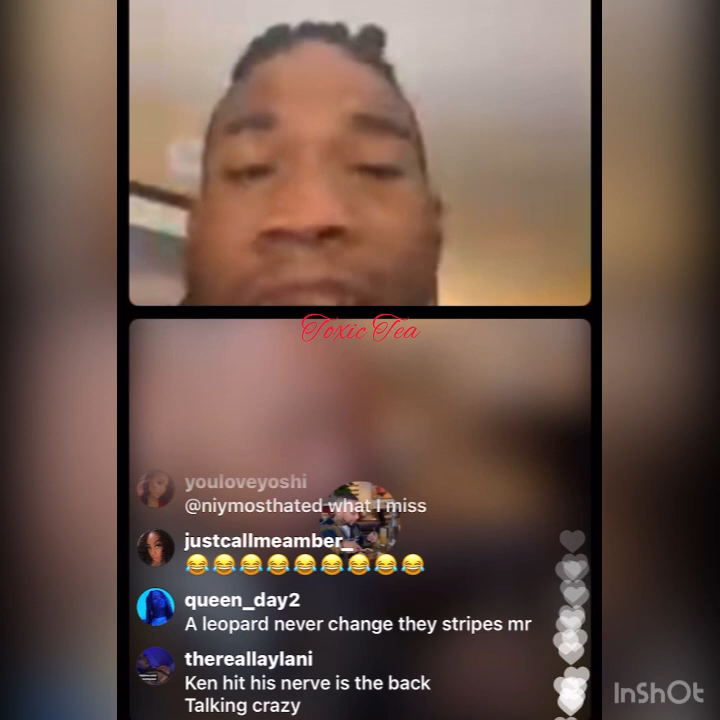 Toxic Tea
youloveyoshi
@niymosthated what I miss
justcallmeamber_
😂😂😂😂😂😂😂😂😂
queen_day2
A leopard never change they stripes mr
thereallaylani
Ken hit his nerve is the back
Talking crazy
InShOt